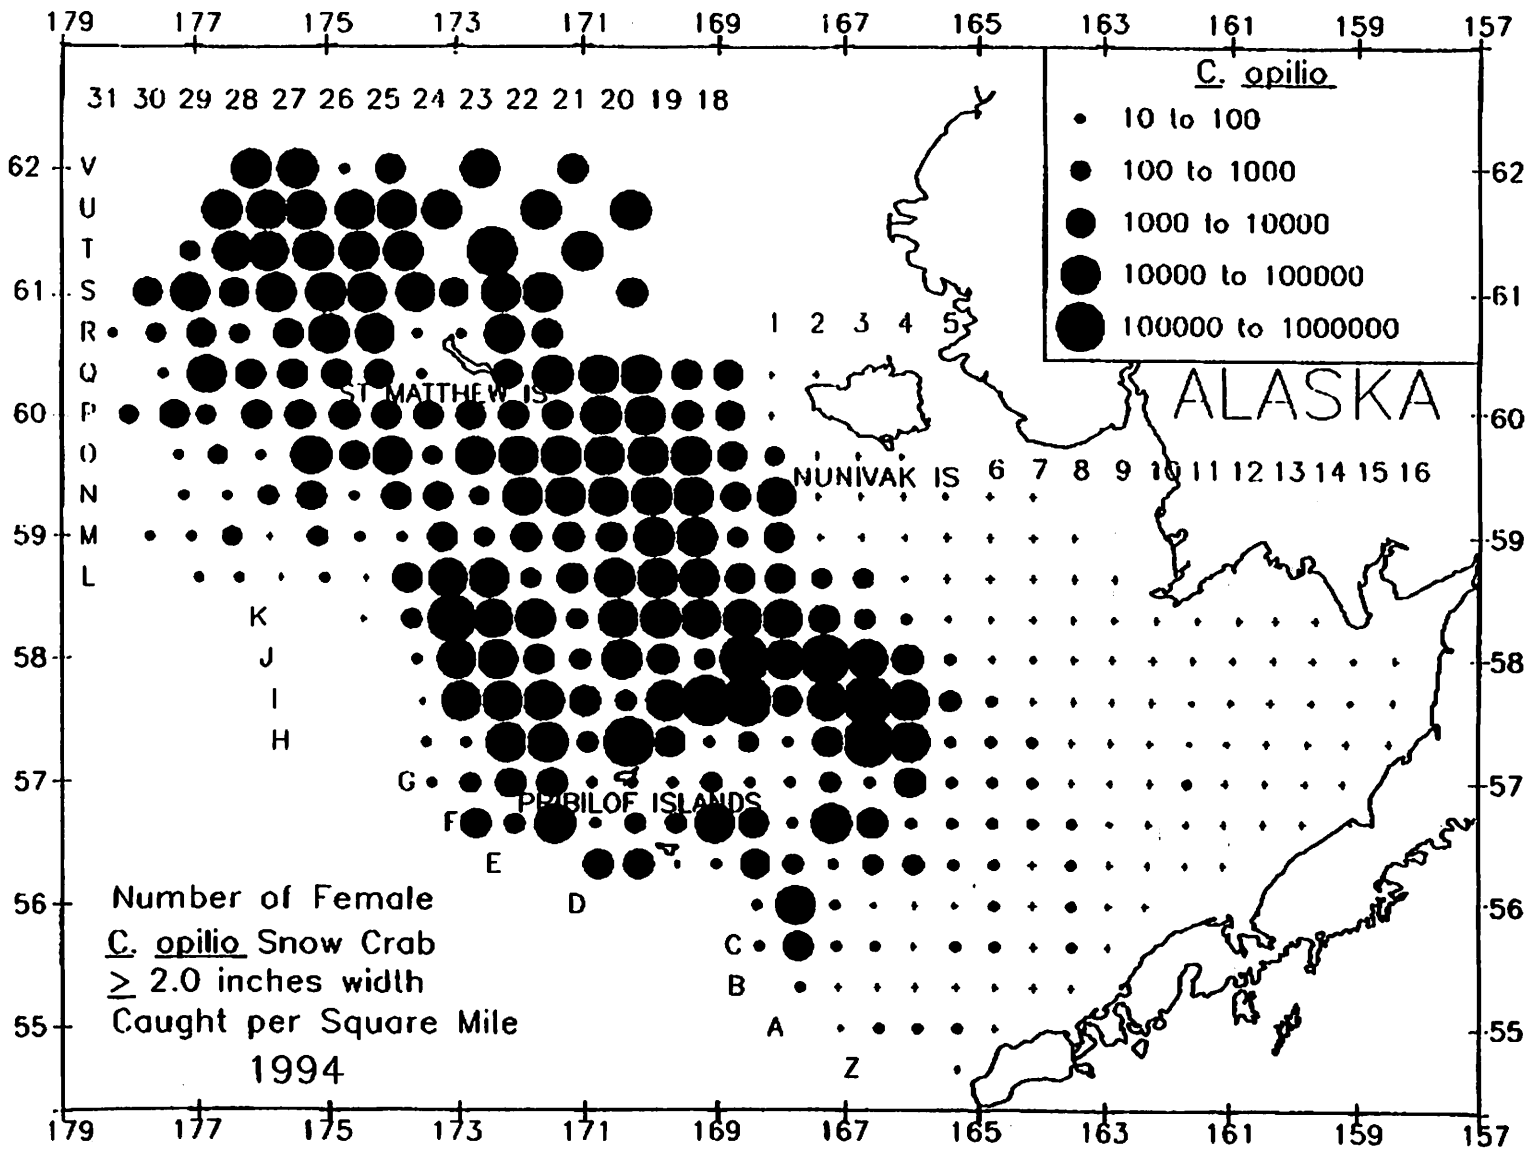 179 177 175 173 171 169 167 165 163 161 159 157
C. opilio
31 30 29 28 27 26 25 24 23 22 21 20 19 18
10 to 100
100 to 1000
1000 to 10000
10000 to 100000
100000 to 1000000
62 V 62
U
T
61 S 61
1 2 3 4 5
R
Q
ST MATTHEW IS
ALASKA
60 P 60
O
NUNIVAK IS
6 7 8 9 10 11 12 13 14 15 16
N
59 M 59
L
K
58 J 58
I
H
57 G 57
PRIBILOF ISLANDS
F
E
Number of Female
56 D 56
C. opilio Snow Crab
C
≥ 2.0 inches width
B
Caught per Square Mile
55 A 55
1994
Z
179 177 175 173 171 169 167 165 163 161 159 157